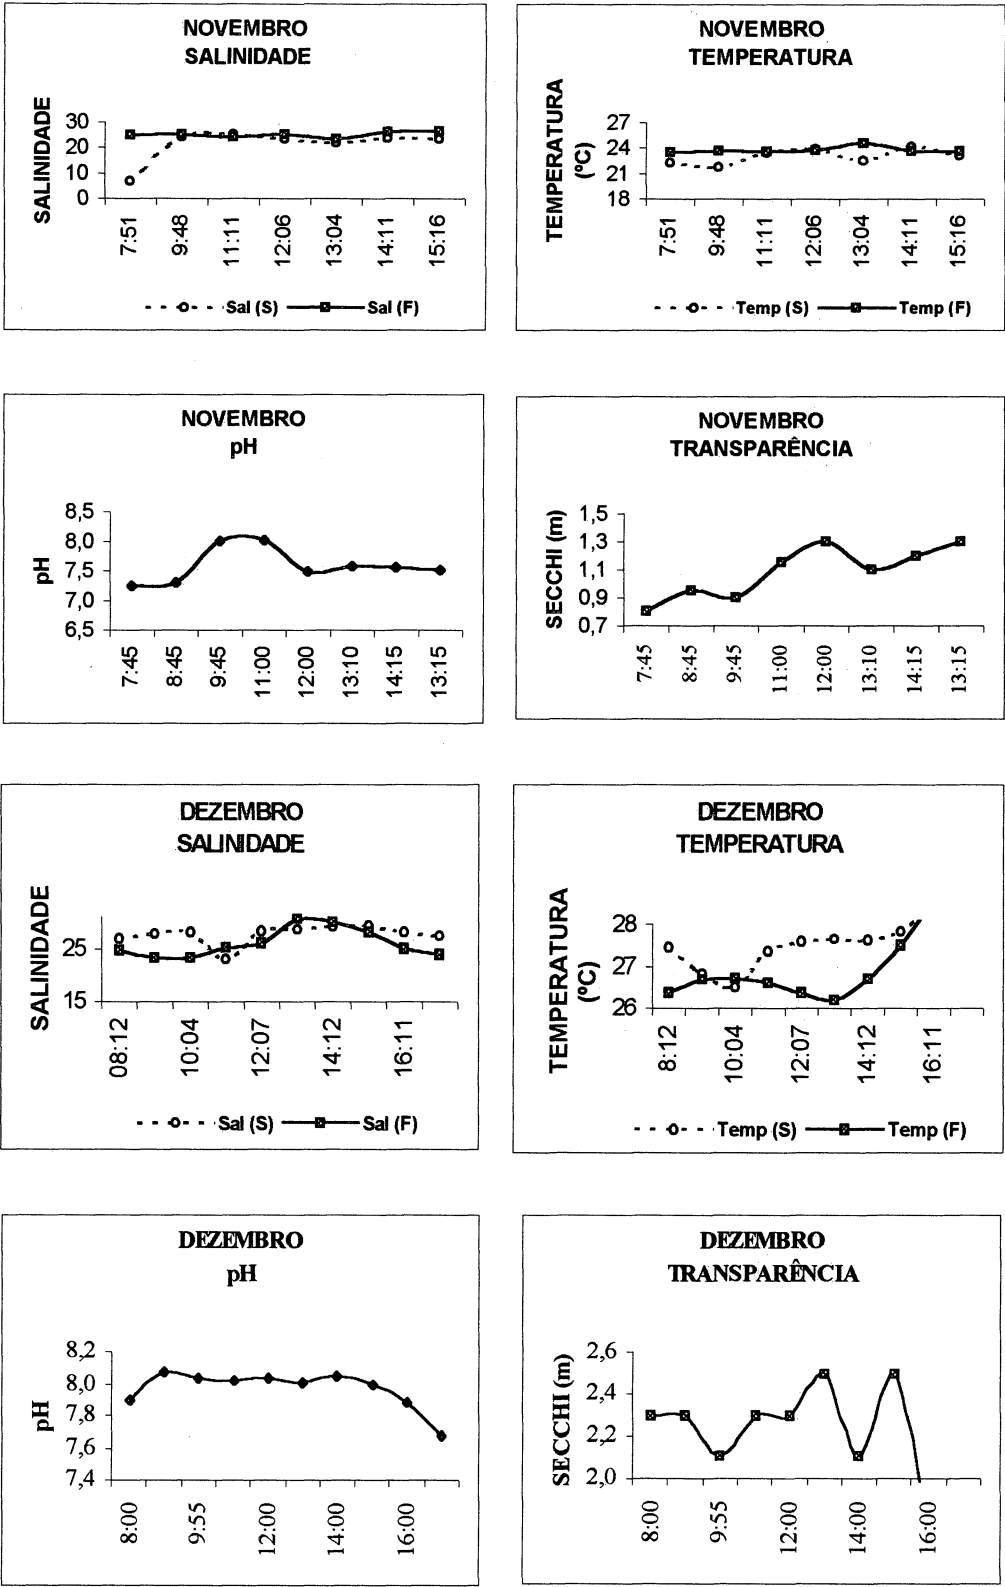 NOVEMBRO
SALINIDADE
SALINIDADE
30
20
10
0
7:51
9:48
11:11
12:06
13:04
14:11
15:16
Sal (S)
Sal (F)
NOVEMBRO
TEMPERATURA
TEMPERATURA
(ºC)
27
24
21
18
7:51
9:48
11:11
12:06
13:04
14:11
15:16
Temp (S)
Temp (F)
NOVEMBRO
pH
pH
8,5
8,0
7,5
7,0
6,5
7:45
8:45
9:45
11:00
12:00
13:10
14:15
13:15
NOVEMBRO
TRANSPARÊNCIA
SECCHI (m)
1,5
1,3
1,1
0,9
0,7
7:45
8:45
9:45
11:00
12:00
13:10
14:15
13:15
DEZEMBRO
SALINIDADE
SALINIDADE
25
15
08:12
10:04
12:07
14:12
16:11
Sal (S)
Sal (F)
DEZEMBRO
TEMPERATURA
TEMPERATURA
(ºC)
28
27
26
8:12
10:04
12:07
14:12
16:11
Temp (S)
Temp (F)
DEZEMBRO
pH
pH
8,2
8,0
7,8
7,6
7,4
8:00
9:55
12:00
14:00
16:00
DEZEMBRO
TRANSPARÊNCIA
SECCHI (m)
2,6
2,4
2,2
2,0
8:00
9:55
12:00
14:00
16:00